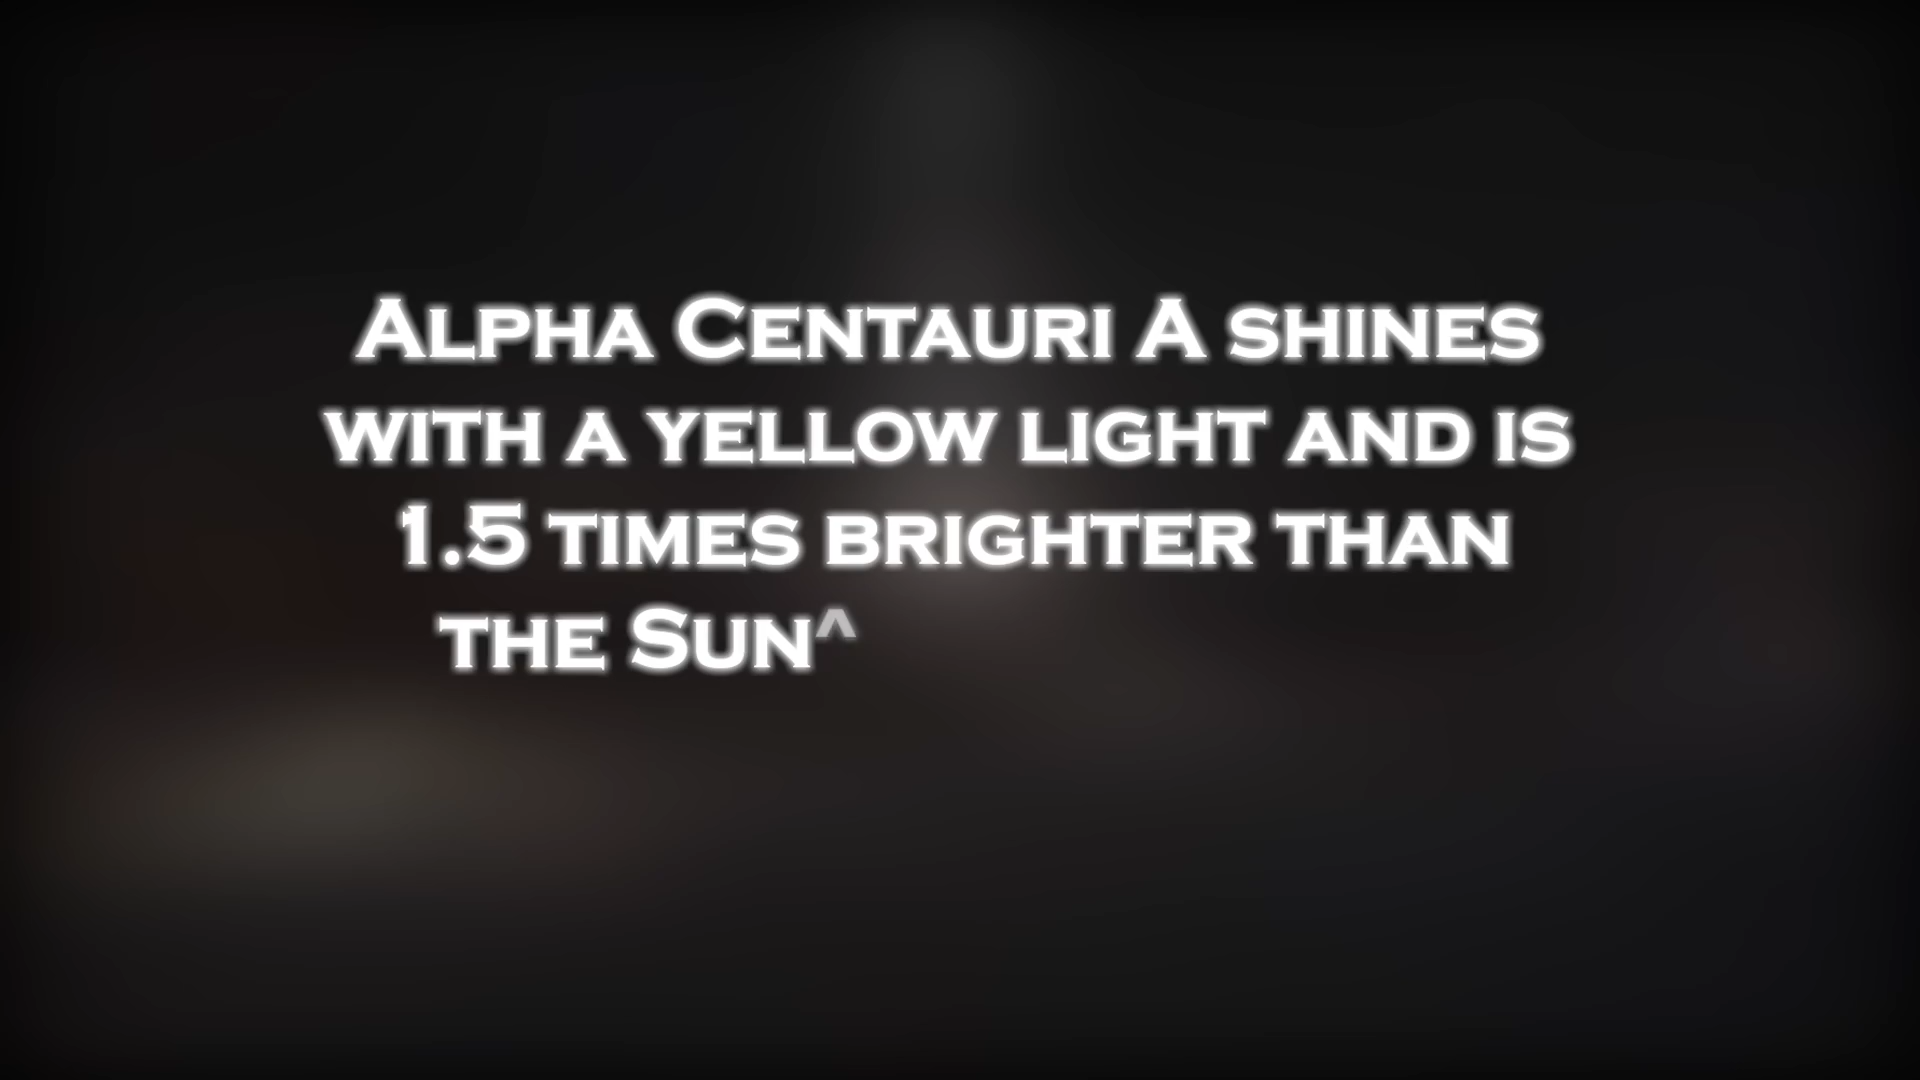 Alpha Centauri A shines
with a yellow light and is
1.5 times brighter than
the Sun^